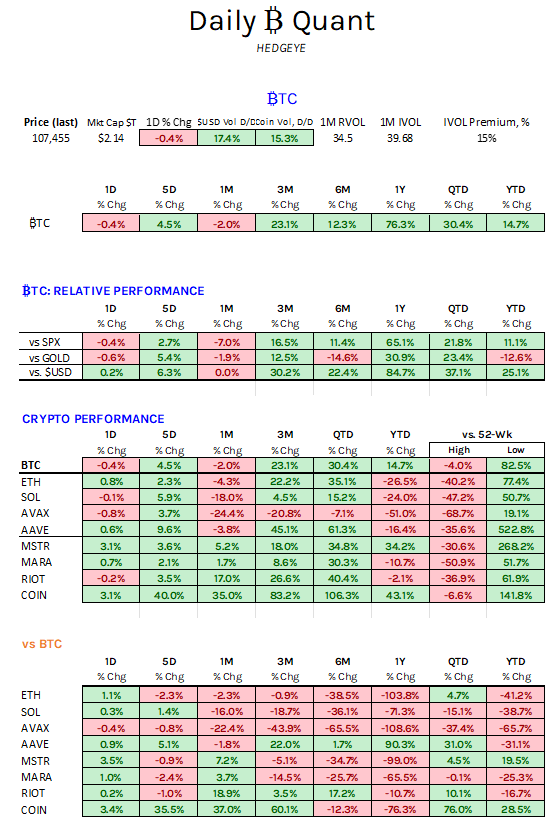 Daily ₿ Quant
HEDGEYE
₿TC
Price (last) Mkt Cap $T 1D % Chg $USD Vol D/D Coin Vol, D/D 1M RVOL 1M IVOL IVOL Premium, %
107,455 $2.14 -0.4% 17.4% 15.3% 34.5 39.68 15%
1D 5D 1M 3M 6M 1Y QTD YTD
% Chg % Chg % Chg % Chg % Chg % Chg % Chg % Chg
₿TC -0.4% 4.5% -2.0% 23.1% 12.3% 76.3% 30.4% 14.7%
₿TC: RELATIVE PERFORMANCE
1D 5D 1M 3M 6M 1Y QTD YTD
% Chg % Chg % Chg % Chg % Chg % Chg % Chg % Chg
vs SPX -0.4% 2.7% -7.0% 16.5% 11.4% 65.1% 21.8% 11.1%
vs GOLD -0.6% 5.4% -1.9% 12.5% -14.6% 30.9% 23.4% -12.6%
vs. $USD 0.2% 6.3% 0.0% 30.2% 22.4% 84.7% 37.1% 25.1%
CRYPTO PERFORMANCE
1D 5D 1M 3M QTD YTD vs. 52-Wk
% Chg % Chg % Chg % Chg % Chg % Chg High Low
BTC -0.4% 4.5% -2.0% 23.1% 30.4% 14.7% -4.0% 82.5%
ETH 0.8% 2.3% -4.3% 22.2% 35.1% -26.5% -40.2% 77.4%
SOL -0.1% 5.9% -18.0% 4.5% 15.2% -24.0% -47.2% 50.7%
AVAX -0.8% 3.7% -24.4% -20.8% -7.1% -51.0% -68.7% 19.1%
AAVE 0.6% 9.6% -3.8% 45.1% 61.3% -16.4% -35.6% 522.8%
MSTR 3.1% 3.6% 5.2% 18.0% 34.8% 34.2% -30.6% 268.2%
MARA 0.7% 2.1% 1.7% 8.6% 30.3% -10.7% -50.9% 51.7%
RIOT -0.2% 3.5% 17.0% 26.6% 40.4% -2.1% -36.9% 61.9%
COIN 3.1% 40.0% 35.0% 83.2% 106.3% 43.1% -6.6% 141.8%
vs BTC
1D 5D 1M 3M 6M 1Y QTD YTD
% Chg % Chg % Chg % Chg % Chg % Chg % Chg % Chg
ETH 1.1% -2.3% -2.3% -0.9% -38.5% -103.8% 4.7% -41.2%
SOL 0.3% 1.4% -16.0% -18.7% -36.1% -71.3% -15.1% -38.7%
AVAX -0.4% -0.8% -22.4% -43.9% -65.5% -108.6% -37.4% -65.7%
AAVE 0.9% 5.1% -1.8% 22.0% 1.7% 90.3% 31.0% -31.1%
MSTR 3.5% -0.9% 7.2% -5.1% -34.7% -99.0% 4.5% 19.5%
MARA 1.0% -2.4% 3.7% -14.5% -25.7% -65.5% -0.1% -25.3%
RIOT 0.2% -1.0% 18.9% 3.5% 17.2% -10.7% 10.1% -16.7%
COIN 3.4% 35.5% 37.0% 60.1% -12.3% -76.3% 76.0% 28.5%